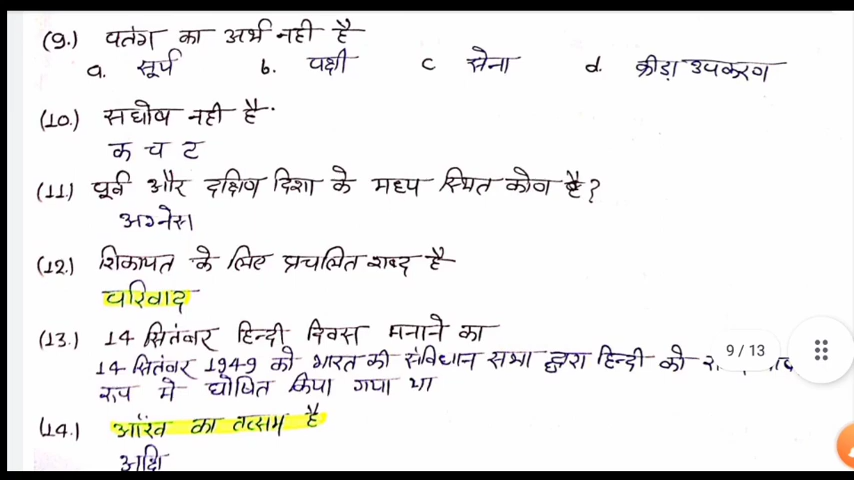 (9.) पतंग का अर्थ नही है
a. सूर्य b. पक्षी c सेना d. क्रीडा उपकरण
(10.) सघोष नही है.
क च ट
(11.) पूर्व और दक्षिण दिशा के मध्य स्थित कोण है?
अग्नेस
(12.) शिकायत के लिए प्रचलित शब्द है
परिवाद
(13.) 14 सितंबर हिन्दी दिवस मनाने का
14 सितंबर 1949 को भारत की संविधान सभा द्वारा हिन्दी को
रूप मे घोषित किया गया था
9 / 13
(14.) आँख का तत्सम है
अक्षि